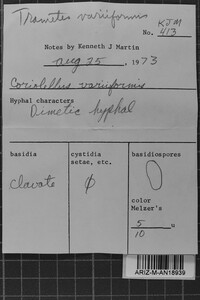 Trametes variiformis
KJM
No. 413
Notes by Kenneth J Martin
Aug 25, 1973
Coriolellus variiformis
Hyphal characters
Dimetic hyphal
basidia
cystidia
setae, etc.
basidiospores
clavate
φ
color
Melzer's
5 u
10
ARIZ-M-AN18939